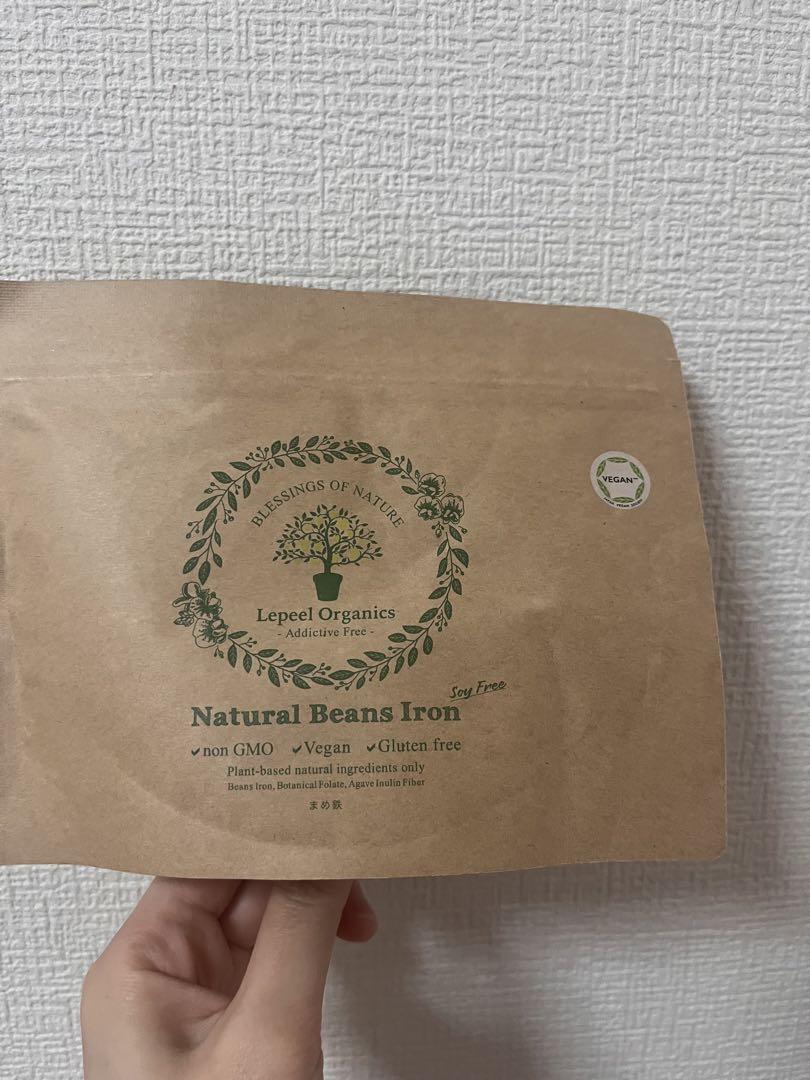 BLESSINGS OF NATURE
VEGAN
Lepeel Organics
- Addictive Free -
Soy Free
Natural Beans Iron
✓non GMO ✓Vegan ✓Gluten free
Plant-based natural ingredients only
Beans Iron, Botanical Folate, Agave Inulin Fiber
まめ鉄